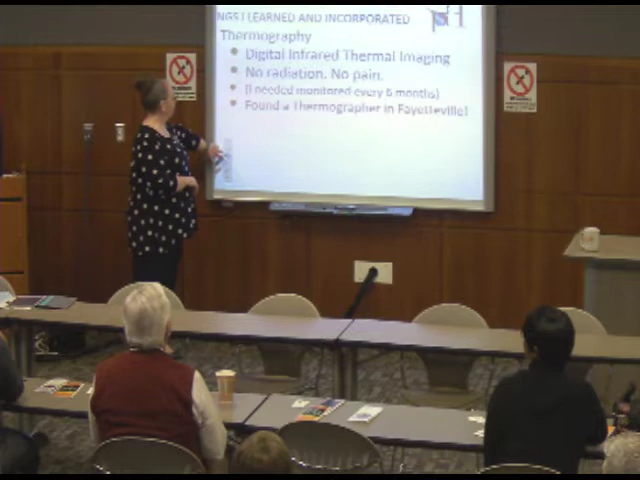 NGS I LEARNED AND INCORPORATED
Thermography
Digital Infrared Thermal Imaging
No radiation. No pain.
(I needed monitored every 6 months)
Found a Thermographer in Fayetteville!